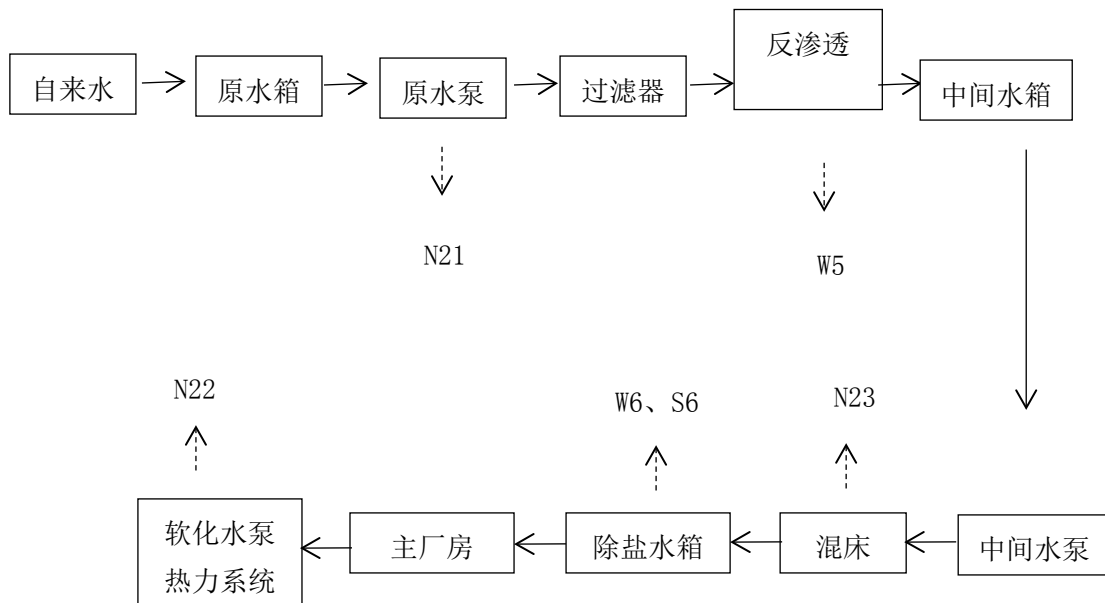 自来水
原水箱
原水泵
过滤器
反渗透
中间水箱
N21
W5
N22
W6、S6
N23
软化水泵
热力系统
主厂房
除盐水箱
混床
中间水泵